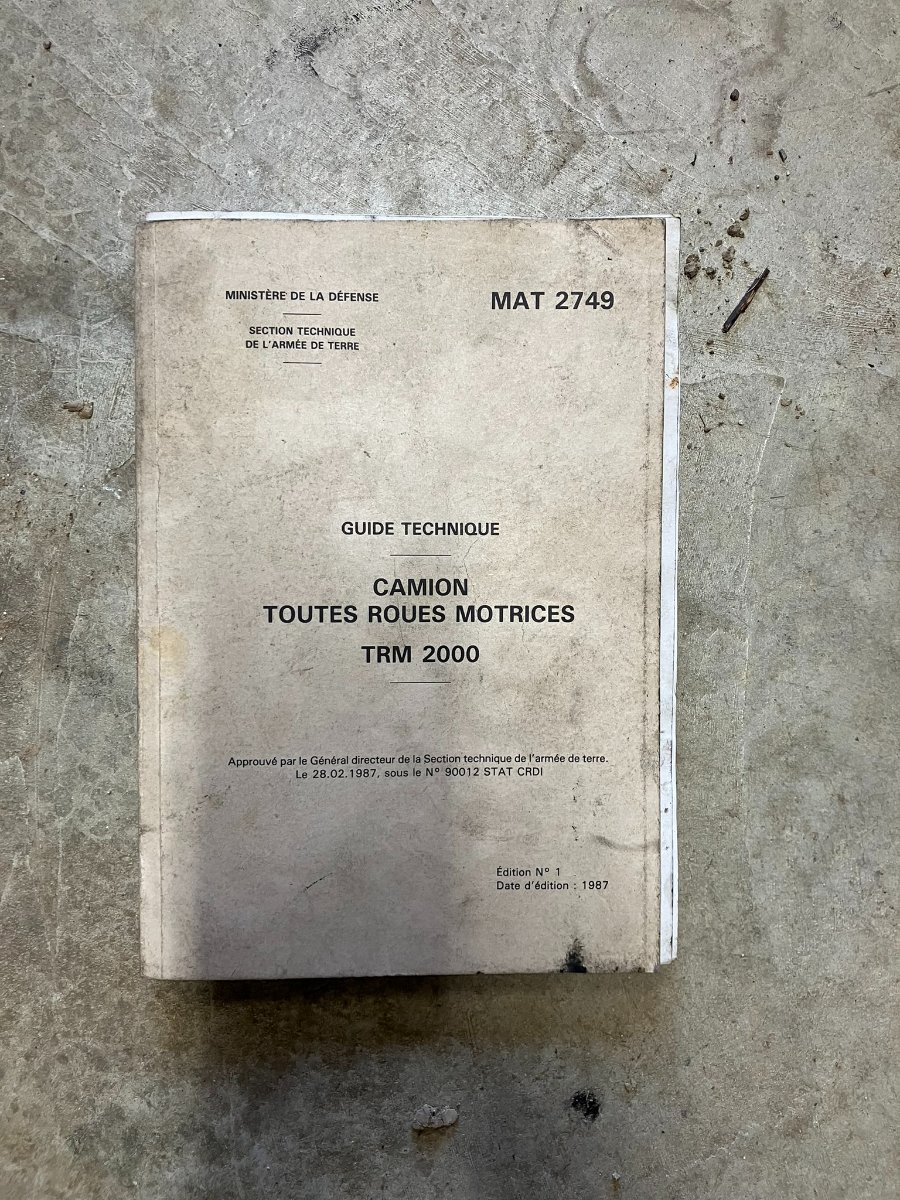 MINISTÈRE DE LA DÉFENSE
MAT 2749
SECTION TECHNIQUE
DE L'ARMÉE DE TERRE
GUIDE TECHNIQUE
CAMION
TOUTES ROUES MOTRICES
TRM 2000
Approuvé par le Général directeur de la Section technique de l'armée de terre.
Le 28.02.1987, sous le Nº 90012 STAT CRDI
Édition Nº 1
Date d'édition : 1987